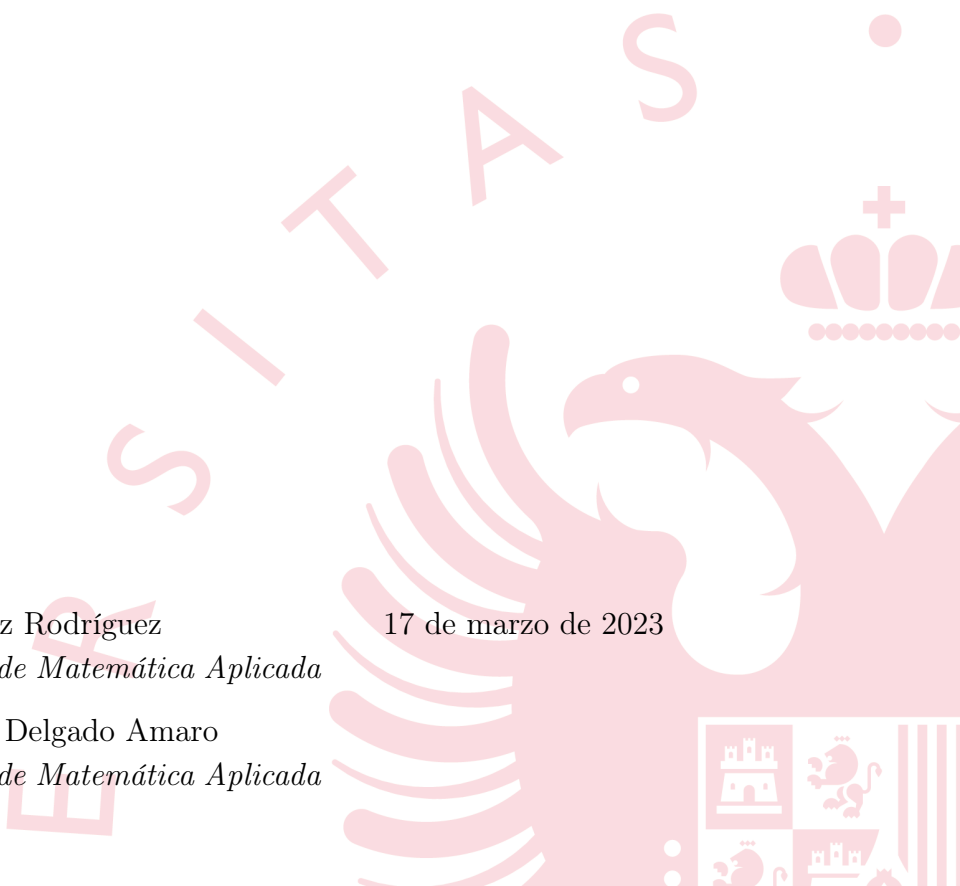 S
A
T
I
S
R
E
z Rodríguez
17 de marzo de 2023
de Matemática Aplicada
Delgado Amaro
de Matemática Aplicada